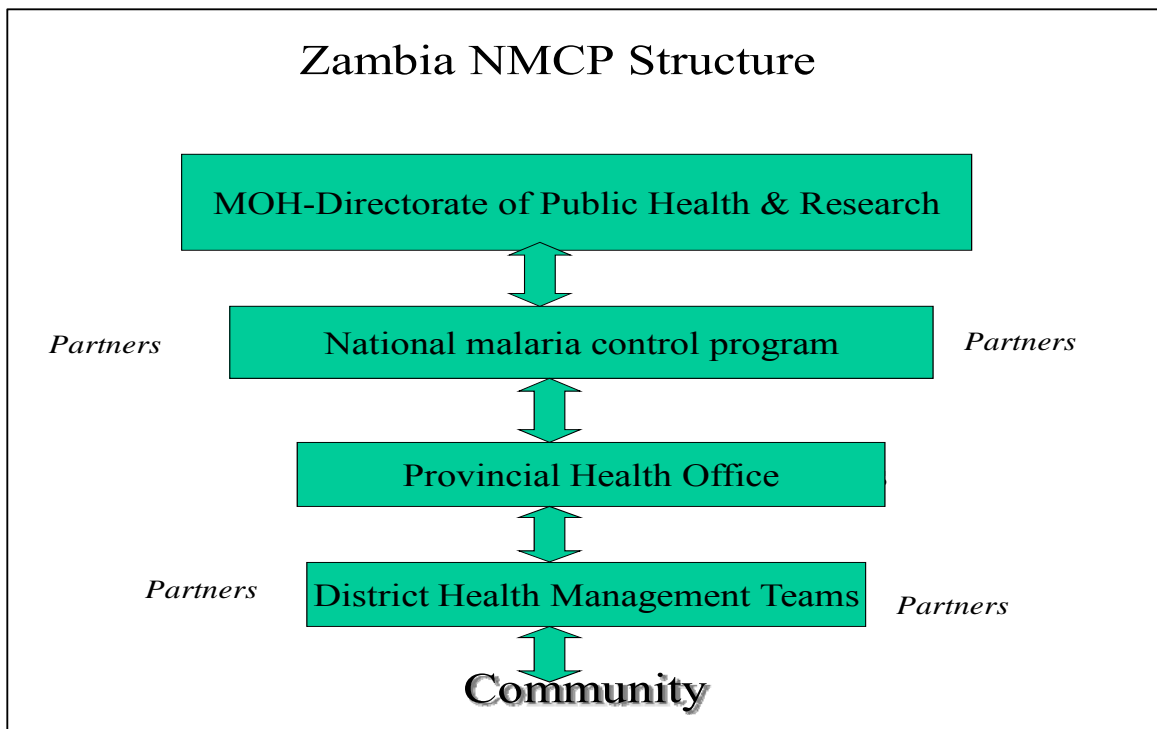 Zambia NMCP Structure
MOH-Directorate of Public Health & Research
Partners
National malaria control program
Partners
Provincial Health Office
Partners
District Health Management Teams
Partners
Community